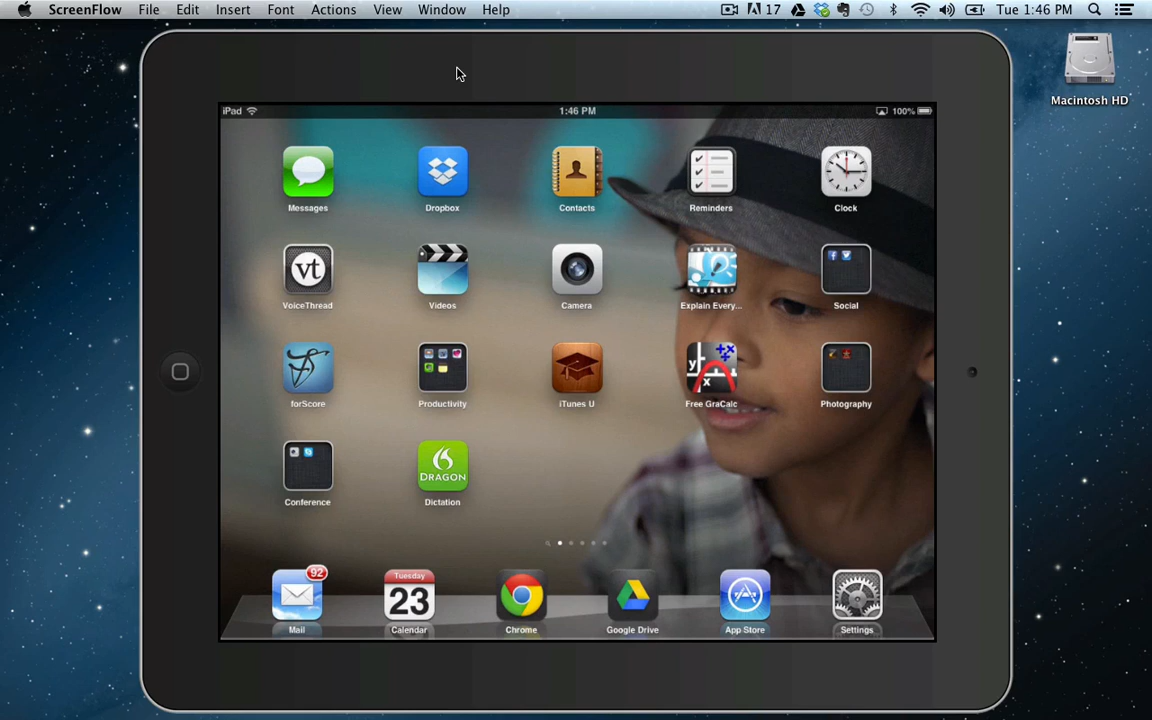 ScreenFlow File Edit Insert Font Actions View Window Help 17 Tue 1:46 PM
Macintosh HD
iPad 1:46 PM 100%
Messages Dropbox Contacts Reminders Clock
vt
VoiceThread Videos Camera Explain Every... Social
y x
forScore Productivity iTunes U Free GraCalc Photography
DRAGON
Conference Dictation
92 Tuesday
23
Mail Calendar Chrome Google Drive App Store Settings